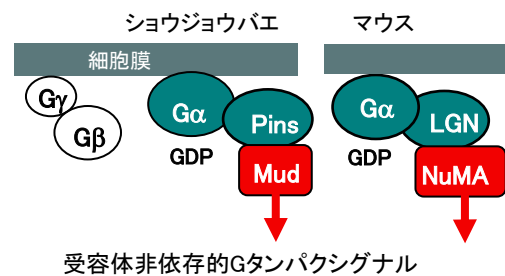 ショウジョウバエ マウス
細胞膜
Gγ
Gβ
Gα
Pins
GDP
Mud
Gα
LGN
GDP
NuMA
受容体非依存的Gタンパクシグナル